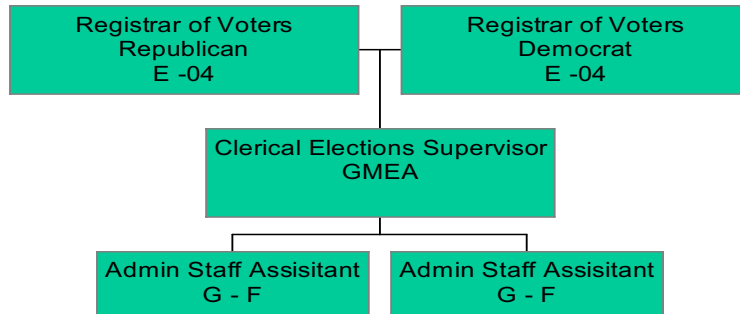 Registrar of Voters
Republican
E -04
Registrar of Voters
Democrat
E -04
Clerical Elections Supervisor
GMEA
Admin Staff Assisitant
G - F
Admin Staff Assisitant
G - F